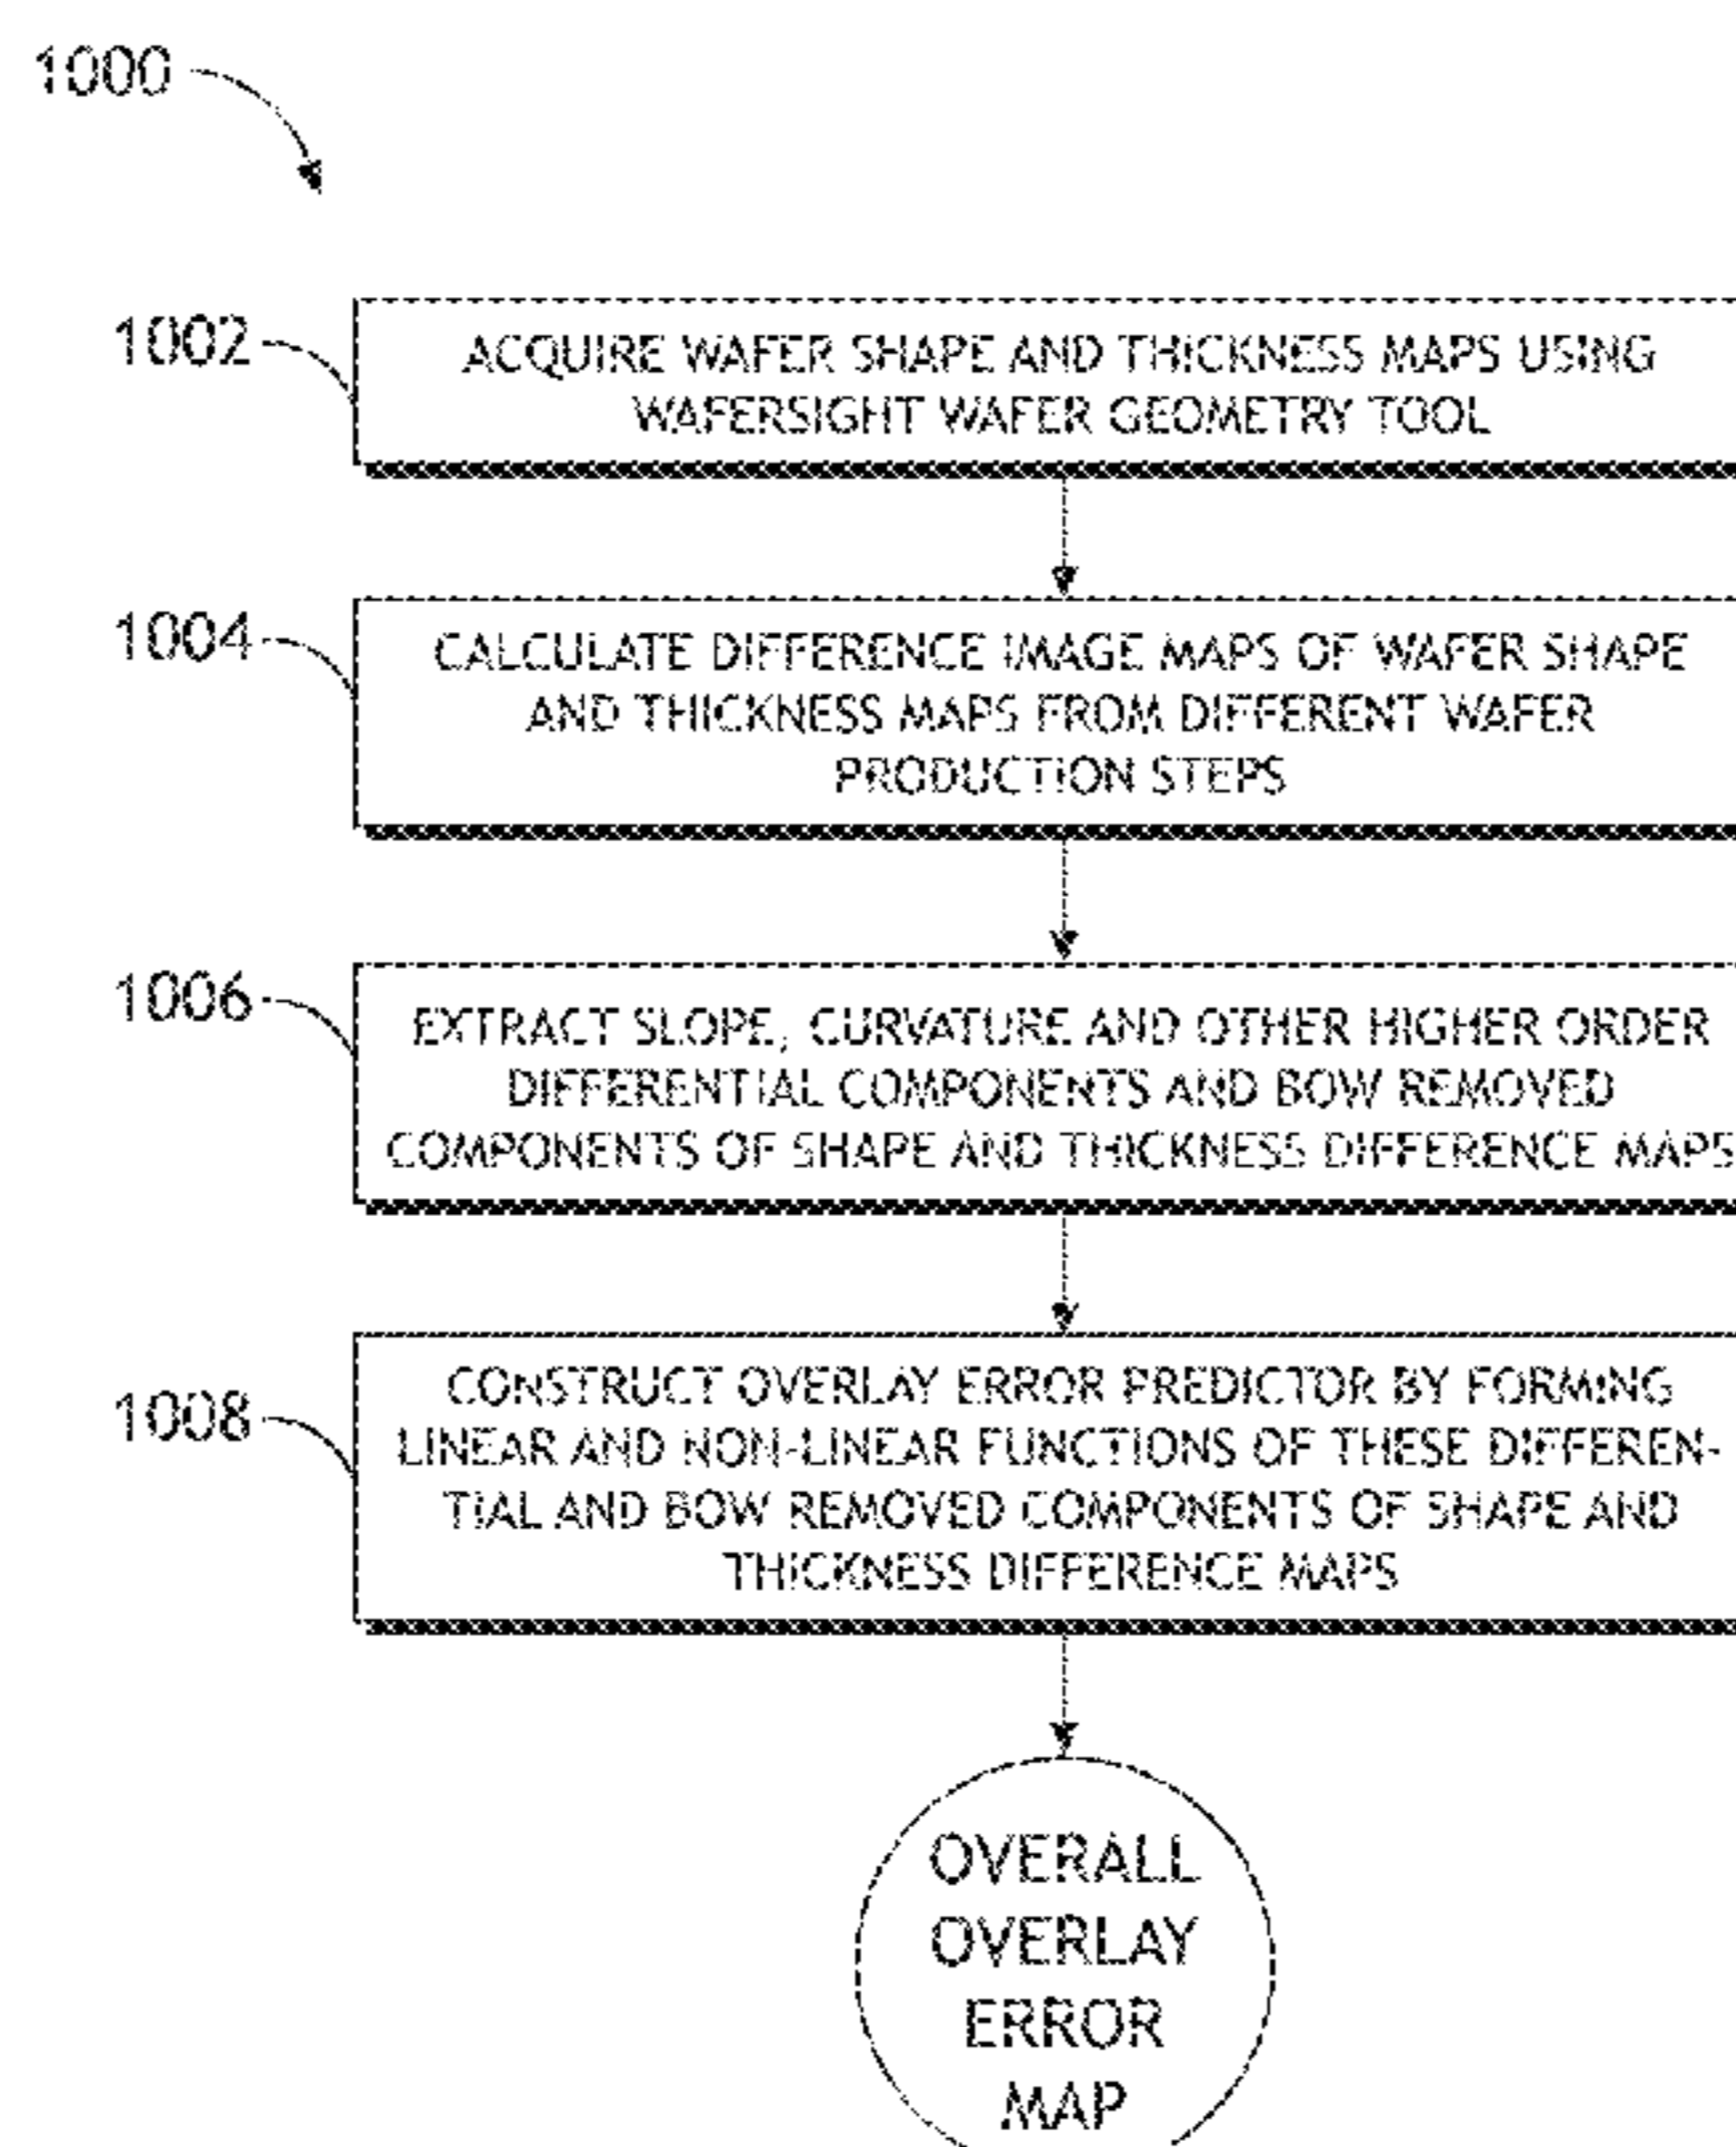 1000
1002
ACQUIRE WAFER SHAPE AND THICKNESS MAPS USING
WAFERSIGHT WAFER GEOMETRY TOOL
1004
CALCULATE DIFFERENCE IMAGE MAPS OF WAFER SHAPE
AND THICKNESS MAPS FROM DIFFERENT WAFER
PRODUCTION STEPS
1006
EXTRACT SLOPE, CURVATURE AND OTHER HIGHER ORDER
DIFFERENTIAL COMPONENTS AND BOW REMOVED
COMPONENTS OF SHAPE AND THICKNESS DIFFERENCE MAPS
1008
CONSTRUCT OVERLAY ERROR PREDICTOR BY FORMING
LINEAR AND NON-LINEAR FUNCTIONS OF THESE DIFFEREN-
TIAL AND BOW REMOVED COMPONENTS OF SHAPE AND
THICKNESS DIFFERENCE MAPS
OVERALL
OVERLAY
ERROR
MAP